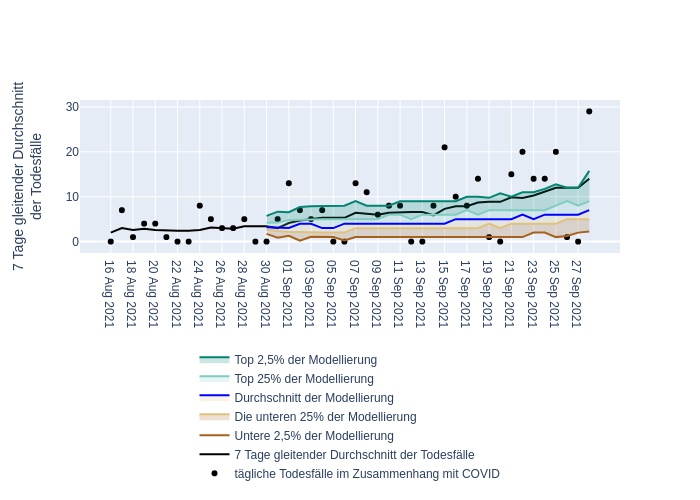 7 Tage gleitender Durchschnitt
der Todesfälle
30
20
10
0
16 Aug 2021
18 Aug 2021
20 Aug 2021
22 Aug 2021
24 Aug 2021
26 Aug 2021
28 Aug 2021
30 Aug 2021
01 Sep 2021
03 Sep 2021
05 Sep 2021
07 Sep 2021
09 Sep 2021
11 Sep 2021
13 Sep 2021
15 Sep 2021
17 Sep 2021
19 Sep 2021
21 Sep 2021
23 Sep 2021
25 Sep 2021
27 Sep 2021
Top 2,5% der Modellierung
Top 25% der Modellierung
Durchschnitt der Modellierung
Die unteren 25% der Modellierung
Untere 2,5% der Modellierung
7 Tage gleitender Durchschnitt der Todesfälle
tägliche Todesfälle im Zusammenhang mit COVID